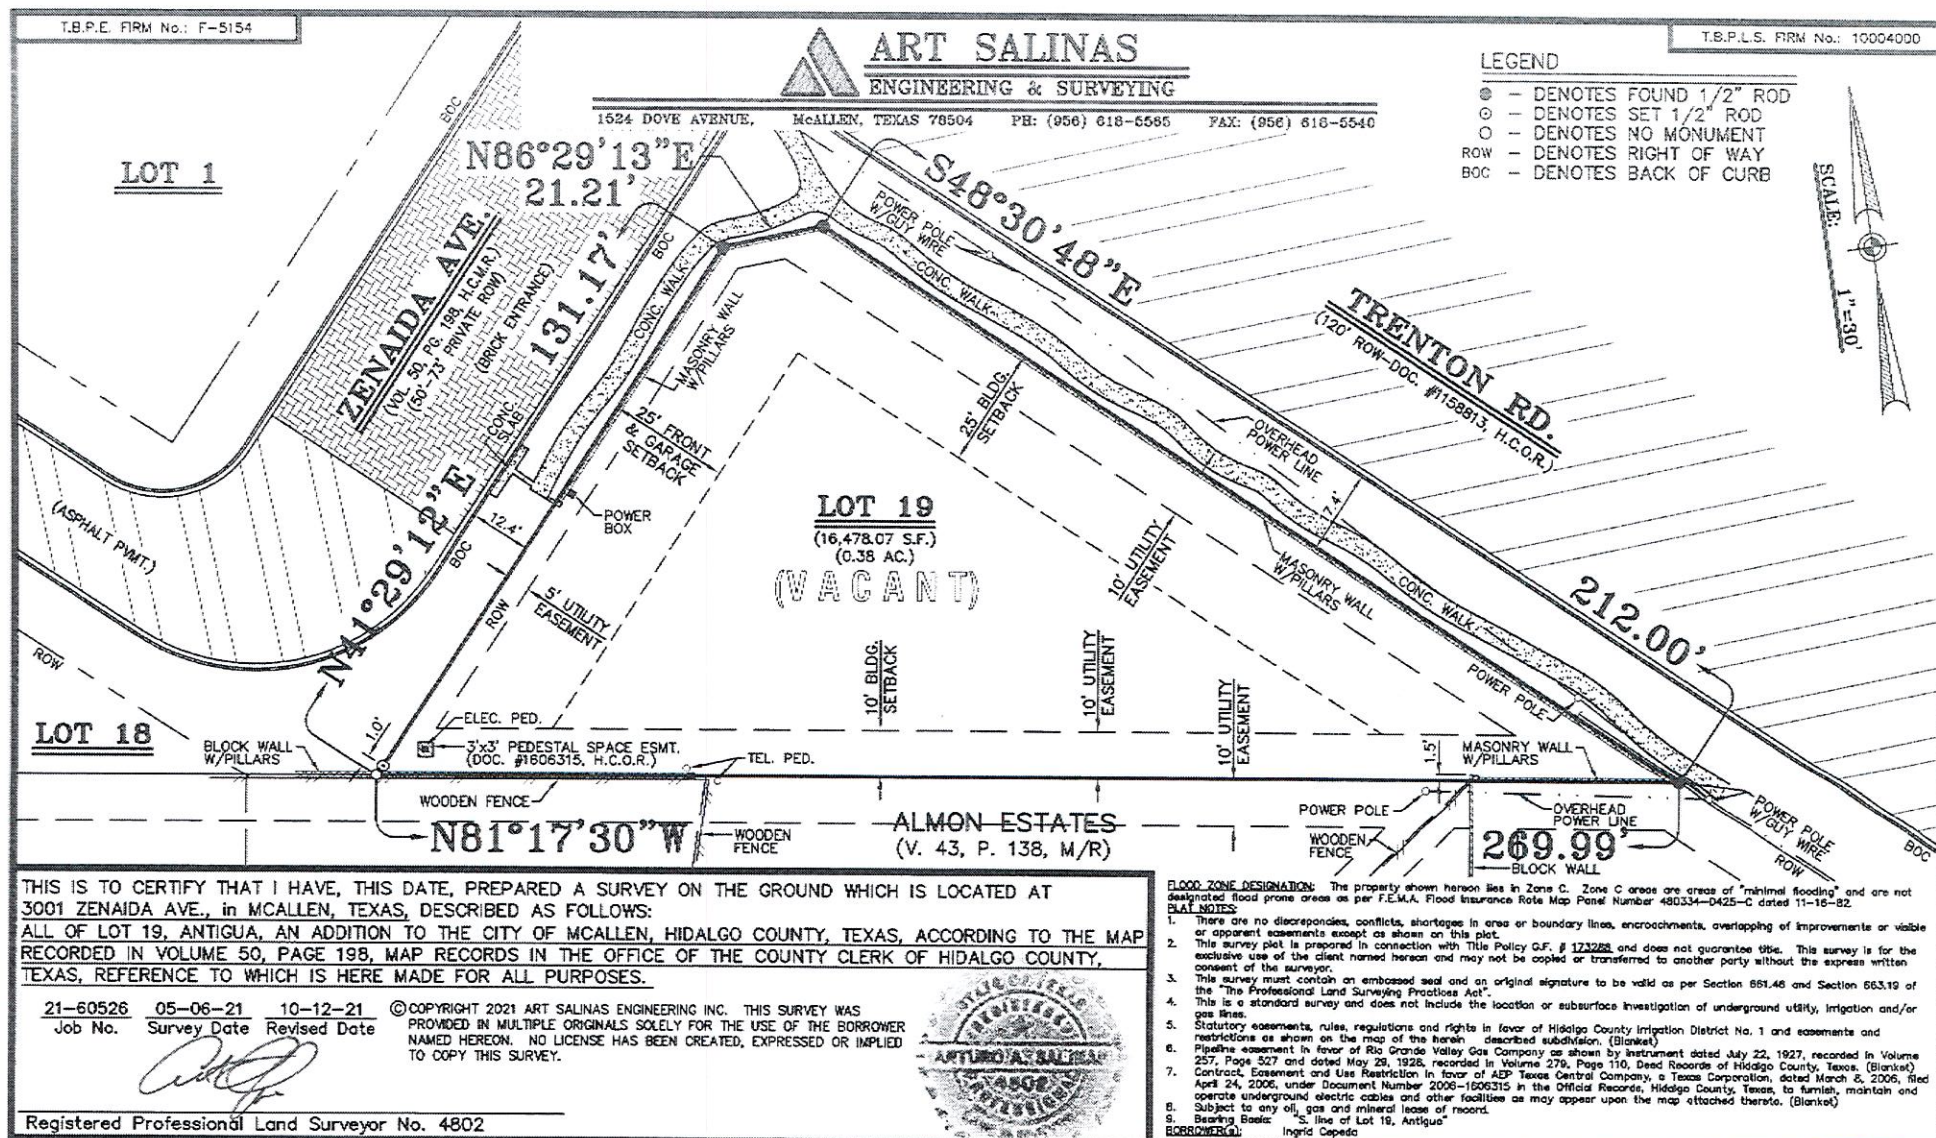 T.B.P.E. FIRM No.: F-5154
ART SALINAS
ENGINEERING & SURVEYING
1524 DOVE AVENUE, McALLEN, TEXAS 78504 PH: (956) 618-5565 FAX: (956) 618-5540
T.B.P.L.S. FIRM No.: 10004000
LEGEND
- DENOTES FOUND 1/2" ROD
- DENOTES SET 1/2" ROD
- DENOTES NO MONUMENT
ROW - DENOTES RIGHT OF WAY
BOC - DENOTES BACK OF CURB
SCALE:
1"=30'
LOT 1
BOC
N86°29'13"E
21.21'
S48°30'48"E
POWER POLE
W/GUY WIRE
CONC. WALK
TRENTON RD.
(120' ROW-DOC. #1158813, H.C.O.R.)
ZENAIDA AVE.
(VOL. 50, PG. 198, H.C.M.R.)
(50'-73' PRIVATE ROW)
(BRICK ENTRANCE)
131.17'
BOC
CONC. WALK
MASONRY WALL
W/PILLARS
CONC.
SLAB
25' FRONT
& GARAGE
SETBACK
25' BLDG.
SETBACK
OVERHEAD
POWER LINE
7.4'
LOT 19
(16,478.07 S.F.)
(0.38 AC.)
(VACANT)
POWER
BOX
12.4'
N41°29'12"E
BOC
(ASPHALT PVMT.)
ROW
ROW
5' UTILITY
EASEMENT
10' UTILITY
EASEMENT
MASONRY WALL
W/PILLARS
CONC. WALK
212.00'
POWER POLE
10' BLDG.
SETBACK
10' UTILITY
EASEMENT
10' UTILITY
EASEMENT
LOT 18
1.0'
ELEC. PED.
3'x3' PEDESTAL SPACE ESMT.
(DOC. #1606315, H.C.O.R.)
TEL. PED.
BLOCK WALL
W/PILLARS
WOODEN FENCE
1.5'
MASONRY WALL
W/PILLARS
N81°17'30"W
WOODEN
FENCE
ALMON ESTATES
(V. 43, P. 138, M/R)
POWER POLE
WOODEN
FENCE
OVERHEAD
POWER LINE
269.99'
BLOCK WALL
POWER POLE
W/GUY WIRE
ROW
BOC
THIS IS TO CERTIFY THAT I HAVE, THIS DATE, PREPARED A SURVEY ON THE GROUND WHICH IS LOCATED AT
3001 ZENAIDA AVE., in MCALLEN, TEXAS, DESCRIBED AS FOLLOWS:
ALL OF LOT 19, ANTIGUA, AN ADDITION TO THE CITY OF MCALLEN, HIDALGO COUNTY, TEXAS, ACCORDING TO THE MAP
RECORDED IN VOLUME 50, PAGE 198, MAP RECORDS IN THE OFFICE OF THE COUNTY CLERK OF HIDALGO COUNTY,
TEXAS, REFERENCE TO WHICH IS HERE MADE FOR ALL PURPOSES.
21-60526 05-06-21 10-12-21
Job No. Survey Date Revised Date
©COPYRIGHT 2021 ART SALINAS ENGINEERING INC. THIS SURVEY WAS
PROVIDED IN MULTIPLE ORIGINALS SOLELY FOR THE USE OF THE BORROWER
NAMED HEREON. NO LICENSE HAS BEEN CREATED, EXPRESSED OR IMPLIED
TO COPY THIS SURVEY.
ARTURO A. SALINAS
4802
Registered Professional Land Surveyor No. 4802
FLOOD ZONE DESIGNATION: The property shown hereon lies in Zone C. Zone C areas are areas of "minimal flooding" and are not
designated flood prone areas as per F.E.M.A. Flood Insurance Rate Map Panel Number 480334-0425-C dated 11-16-82
PLAT NOTES:
1. There are no discrepancies, conflicts, shortages in area or boundary lines, encroachments, overlapping of improvements or visible
or apparent easements except as shown on this plat.
2. This survey plat is prepared in connection with Title Policy G.F. # 173288 and does not guarantee title. This survey is for the
exclusive use of the client named hereon and may not be copied or transferred to another party without the express written
consent of the surveyor.
3. This survey must contain an embossed seal and an original signature to be valid as per Section 661.46 and Section 663.19 of
the "The Professional Land Surveying Practices Act".
4. This is a standard survey and does not include the location or subsurface investigation of underground utility, irrigation and/or
gas lines.
5. Statutory easements, rules, regulations and rights in favor of Hidalgo County Irrigation District No. 1 and easements and
restrictions as shown on the map of the herein described subdivision. (Blanket)
6. Pipeline easement in favor of Rio Grande Valley Gas Company as shown by instrument dated July 22, 1927, recorded in Volume
257, Page 527 and dated May 29, 1928, recorded in Volume 279, Page 110, Deed Records of Hidalgo County, Texas. (Blanket)
7. Contract, Easement and Use Restriction in favor of AEP Texas Central Company, a Texas Corporation, dated March 8, 2006, filed
April 24, 2006, under Document Number 2006-1606315 in the Official Records, Hidalgo County, Texas, to furnish, maintain and
operate underground electric cables and other facilities as may appear upon the map attached thereto. (Blanket)
8. Subject to any oil, gas and mineral lease of record.
9. Bearing Basis: "S. line of Lot 19, Antigua"
BORROWER(s): Ingrid Cepeda